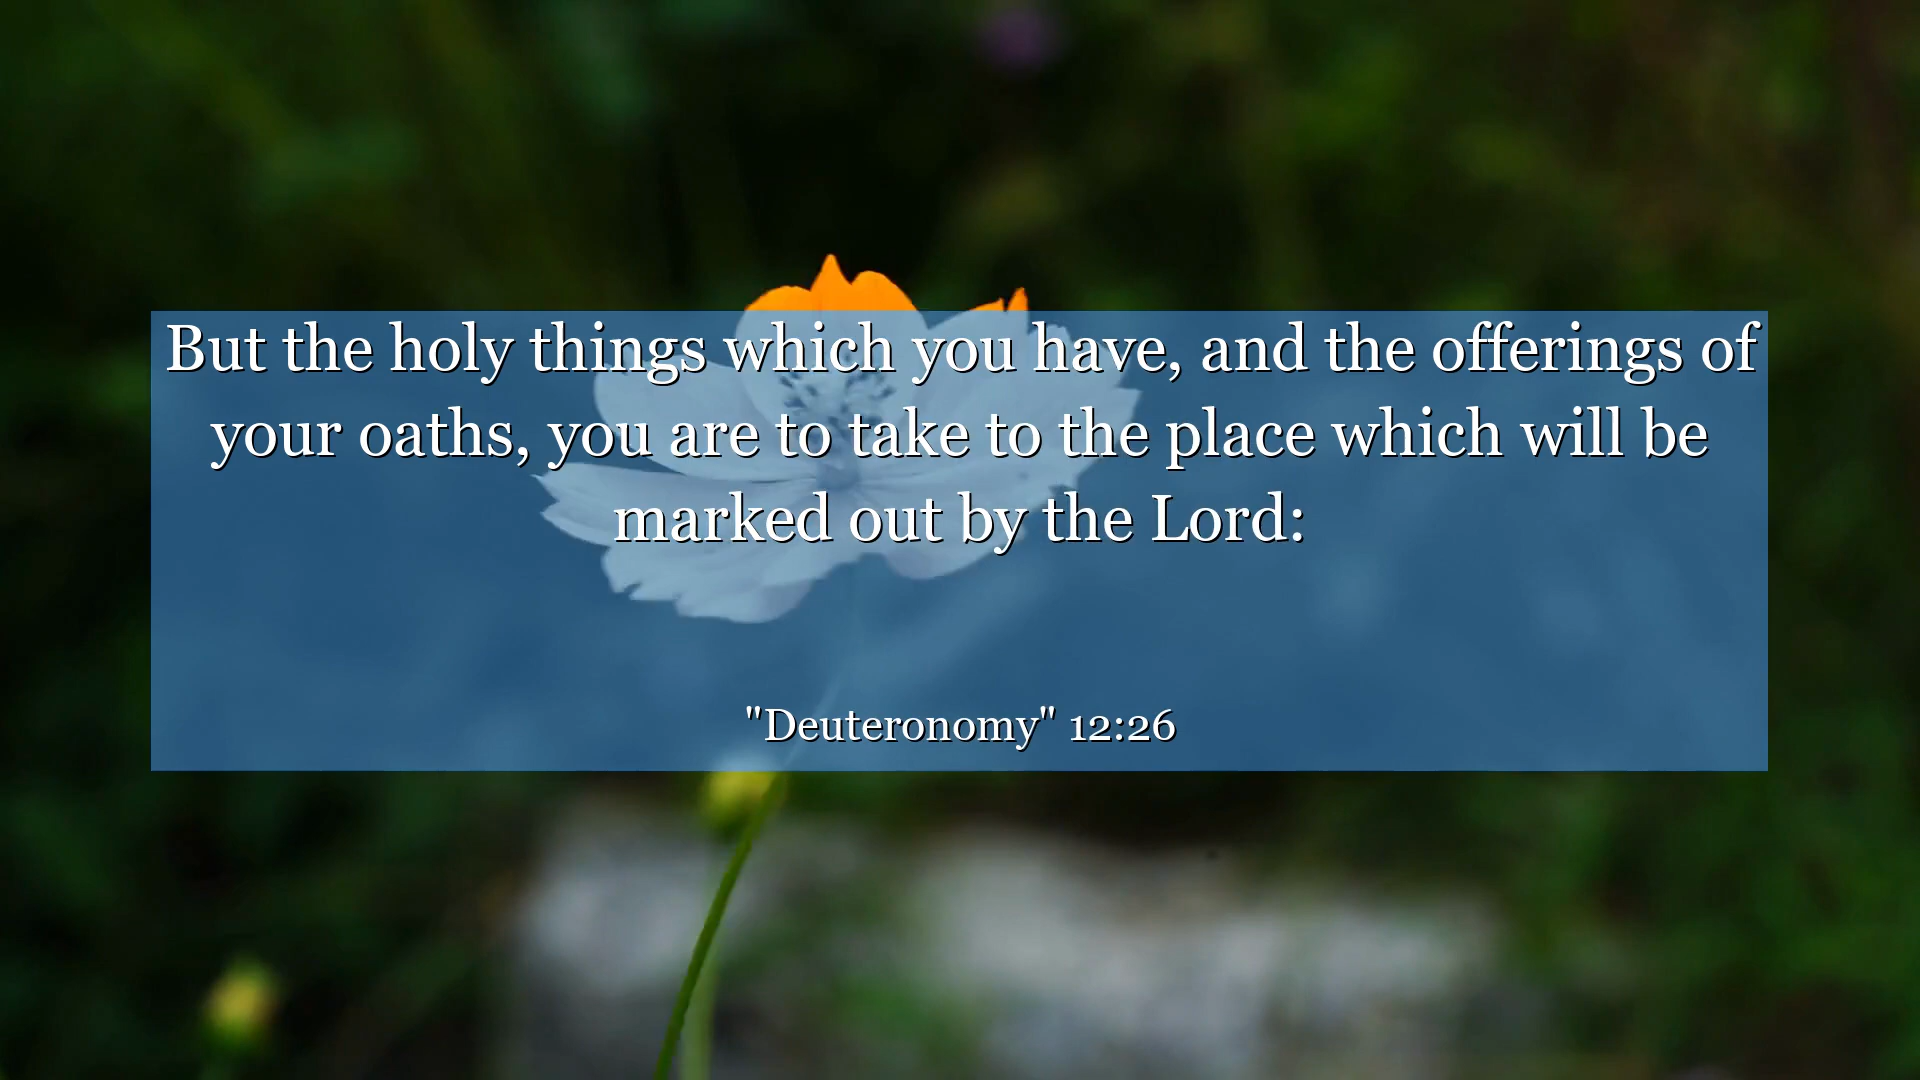 But the holy things which you have, and the offerings of
your oaths, you are to take to the place which will be
marked out by the Lord:
"Deuteronomy" 12:26